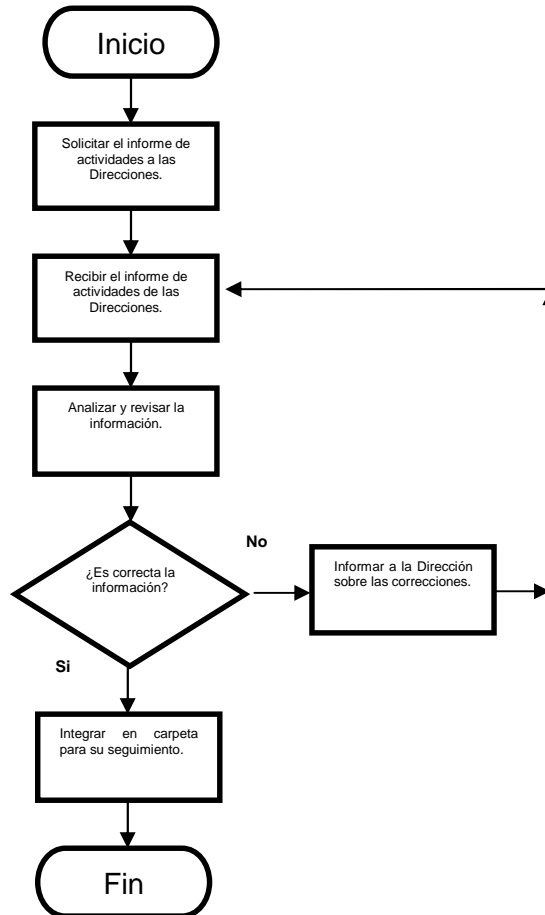 Inicio
Solicitar el informe de
actividades a las
Direcciones.
Recibir el informe de
actividades de las
Direcciones.
Analizar y revisar la
información.
¿Es correcta la
información?
No
Informar a la Dirección
sobre las correcciones.
Si
Integrar en carpeta
para su seguimiento.
Fin